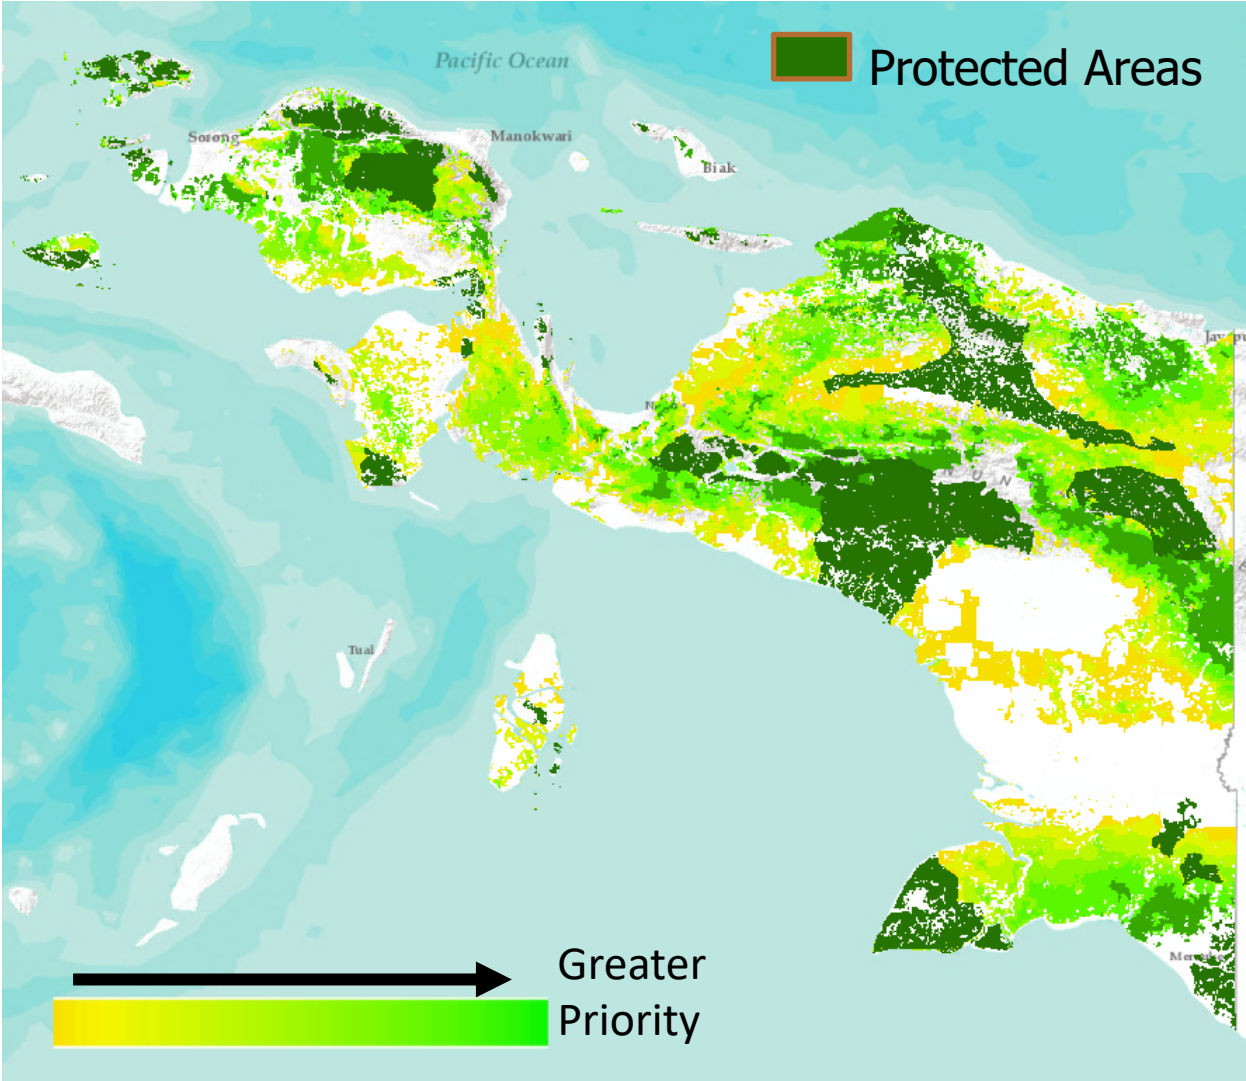 Pacific Ocean
Protected Areas
Sorong
Manokwari
Biak
N
N U N
Tual
Greater
Priority